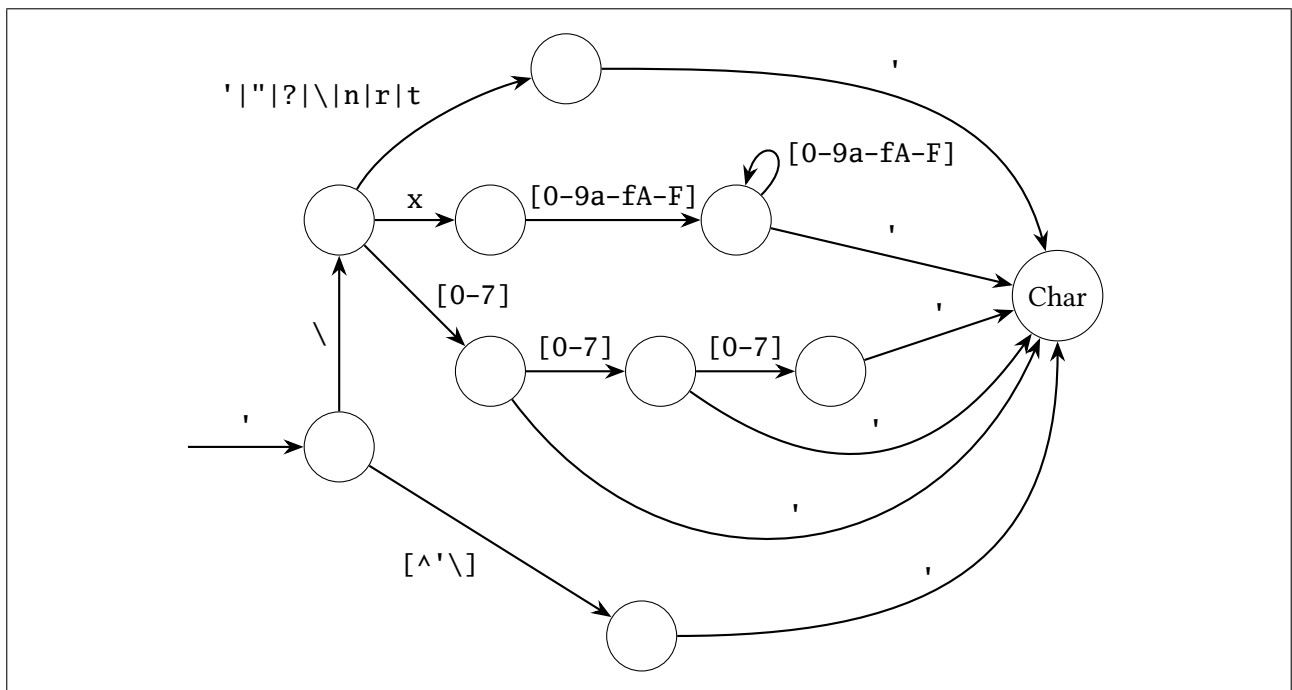 '
'|"|?|\|n|r|t
[0-9a-fA-F]
x
[0-9a-fA-F]
'
[0-7]
Char
'
\
[0-7]
[0-7]
'
'
'
[^'\]
'